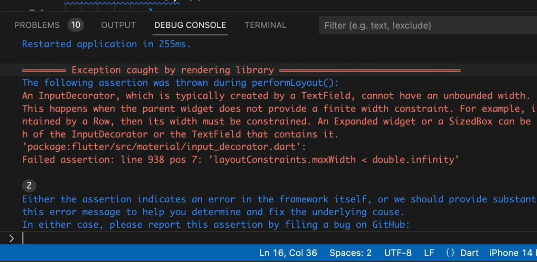 PROBLEMS 10 OUTPUT DEBUG CONSOLE TERMINAL Filter (e.g. text, !exclude)
Restarted application in 255ms.
════════ Exception caught by rendering library ═════════════════════════════════
The following assertion was thrown during performLayout():
An InputDecorator, which is typically created by a TextField, cannot have an unbounded width.
This happens when the parent widget does not provide a finite width constraint. For example, i
ntained by a Row, then its width must be constrained. An Expanded widget or a SizedBox can be
h of the InputDecorator or the TextField that contains it.
'package:flutter/src/material/input_decorator.dart':
Failed assertion: line 938 pos 7: 'layoutConstraints.maxWidth < double.infinity'
2
Either the assertion indicates an error in the framework itself, or we should provide substant
this error message to help you determine and fix the underlying cause.
In either case, please report this assertion by filing a bug on GitHub:
>
Ln 16, Col 36 Spaces: 2 UTF-8 LF {} Dart iPhone 14